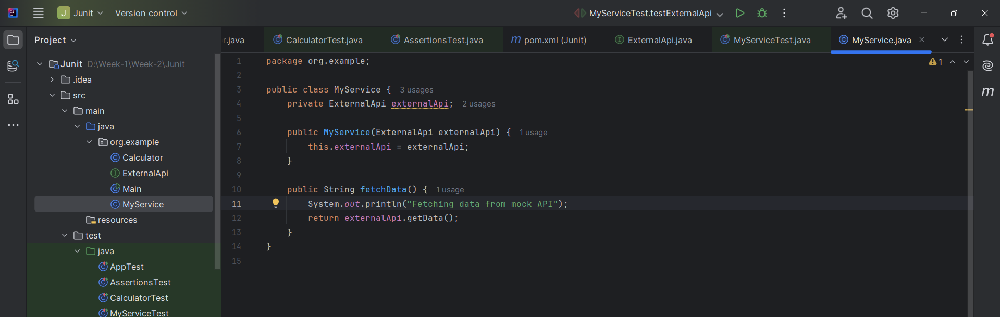 J Junit Version control MyServiceTest.testExternalApi
Project
Junit D:\Week-1\Week-2\Junit
.idea
src
main
java
org.example
Calculator
ExternalApi
Main
MyService
resources
test
java
AppTest
AssertionsTest
CalculatorTest
MyServiceTest
r.java CalculatorTest.java AssertionsTest.java pom.xml (Junit) ExternalApi.java MyServiceTest.java MyService.java
1 package org.example;
1
2
3 public class MyService { 3 usages
4 private ExternalApi externalApi; 2 usages
5
6 public MyService(ExternalApi externalApi) { 1 usage
7 this.externalApi = externalApi;
8 }
9
10 public String fetchData() { 1 usage
11 System.out.println("Fetching data from mock API");
12 return externalApi.getData();
13 }
14 }
15